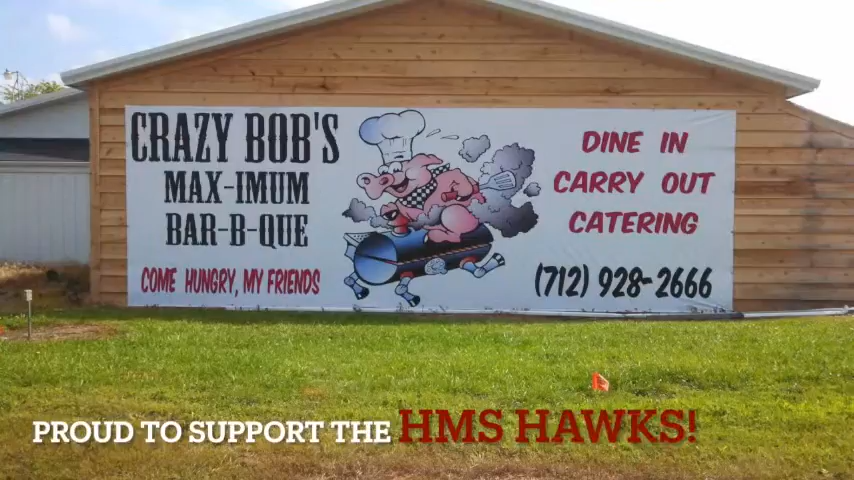 CRAZY BOB'S
MAX-IMUM
BAR-B-QUE
COME HUNGRY, MY FRIENDS
DINE IN
CARRY OUT
CATERING
(712) 928-2666
PROUD TO SUPPORT THE HMS HAWKS!